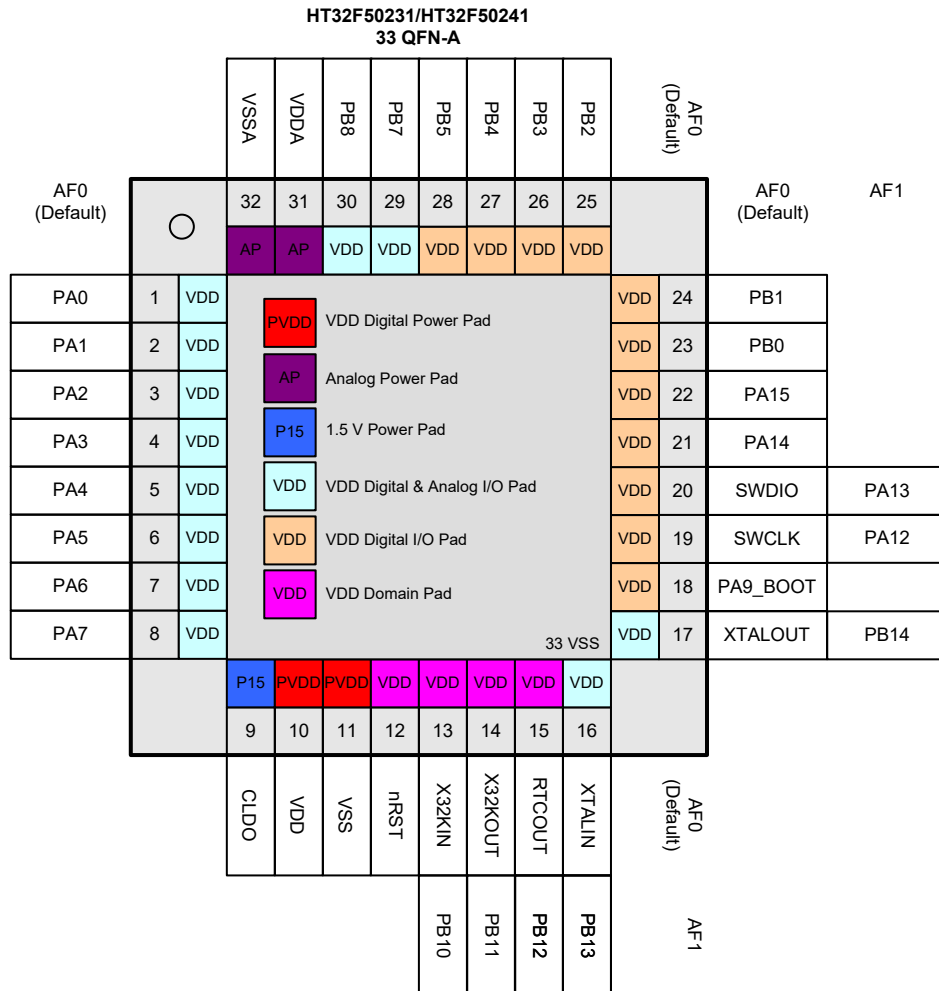 HT32F50231/HT32F50241
33 QFN-A
VSSA
VDDA
PB8
PB7
PB5
PB4
PB3
PB2
AF0
(Default)
AF0
(Default)
32 31 30 29 28 27 26 25
AF0
(Default)
AF1
AP AP VDD VDD VDD VDD VDD VDD
PA0 1 VDD
VDD 24 PB1
PA1 2 VDD
VDD 23 PB0
PA2 3 VDD
VDD 22 PA15
PA3 4 VDD
VDD 21 PA14
PA4 5 VDD
VDD 20 SWDIO PA13
PA5 6 VDD
VDD 19 SWCLK PA12
PA6 7 VDD
VDD 18 PA9_BOOT
PA7 8 VDD
VDD 17 XTALOUT PB14
PVDD VDD Digital Power Pad
AP Analog Power Pad
P15 1.5 V Power Pad
VDD VDD Digital & Analog I/O Pad
VDD VDD Digital I/O Pad
VDD VDD Domain Pad
33 VSS
P15 PVDD PVDD VDD VDD VDD VDD VDD
9 10 11 12 13 14 15 16
CLDO
VDD
VSS
nRST
X32KIN
X32KOUT
RTCOUT
XTALIN
AF0
(Default)
PB10
PB11
PB12
PB13
AF1